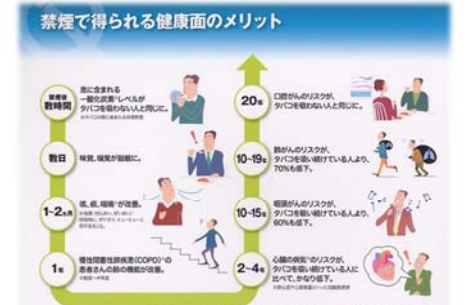 禁煙で得られる健康面のメリット
禁煙後
数時間
息に含まれる
一酸化炭素*レベルが
タバコを吸わない人と同じに。
数日
味覚、嗅覚が鋭敏に。
1~2ヵ月
咳、痰、喘鳴*が改善。
1年
慢性閉塞性肺疾患(COPD)*の
患者さんの肺の機能が改善。
2~4年
心臓の病気*のリスクが、
タバコを吸い続けている人に
比べて、かなり低下。
10~15年
咽頭がんのリスクが、
タバコを吸い続けている人より、
60%も低下。
10~19年
肺がんのリスクが、
タバコを吸い続けている人より、
70%も低下。
20年
口腔がんのリスクが、
タバコを吸わない人と同じに。